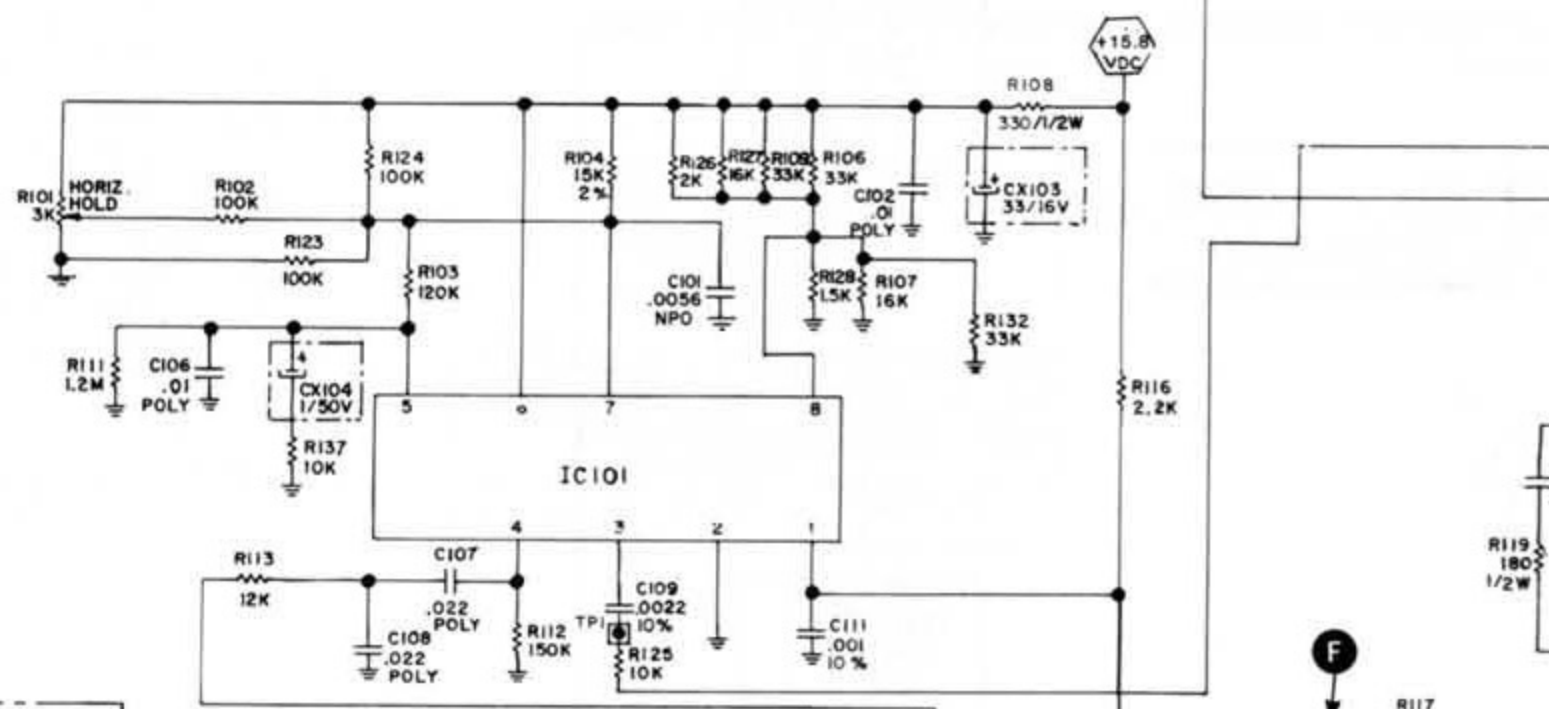 +15.8
VDC
R108
330/1/2W
R124
100K
R104
15K
2%
R126
2K
R127
16K
R109
33K
R106
33K
R101
3K
HORIZ.
HOLD
R102
100K
C102
.01
POLY
+
CX103
33/16V
R123
100K
R103
120K
C101
.0056
NPO
R128
1.5K
R107
16K
R132
33K
R111
1.2M
C106
.01
POLY
+
CX104
1/50V
R116
2.2K
5
6
7
8
R137
10K
IC101
4
3
2
1
R113
12K
C107
.022
POLY
C109
.0022
10%
TP1
R119
180
1/2W
C108
.022
POLY
R112
150K
R125
10K
C111
.001
10%
F
R117